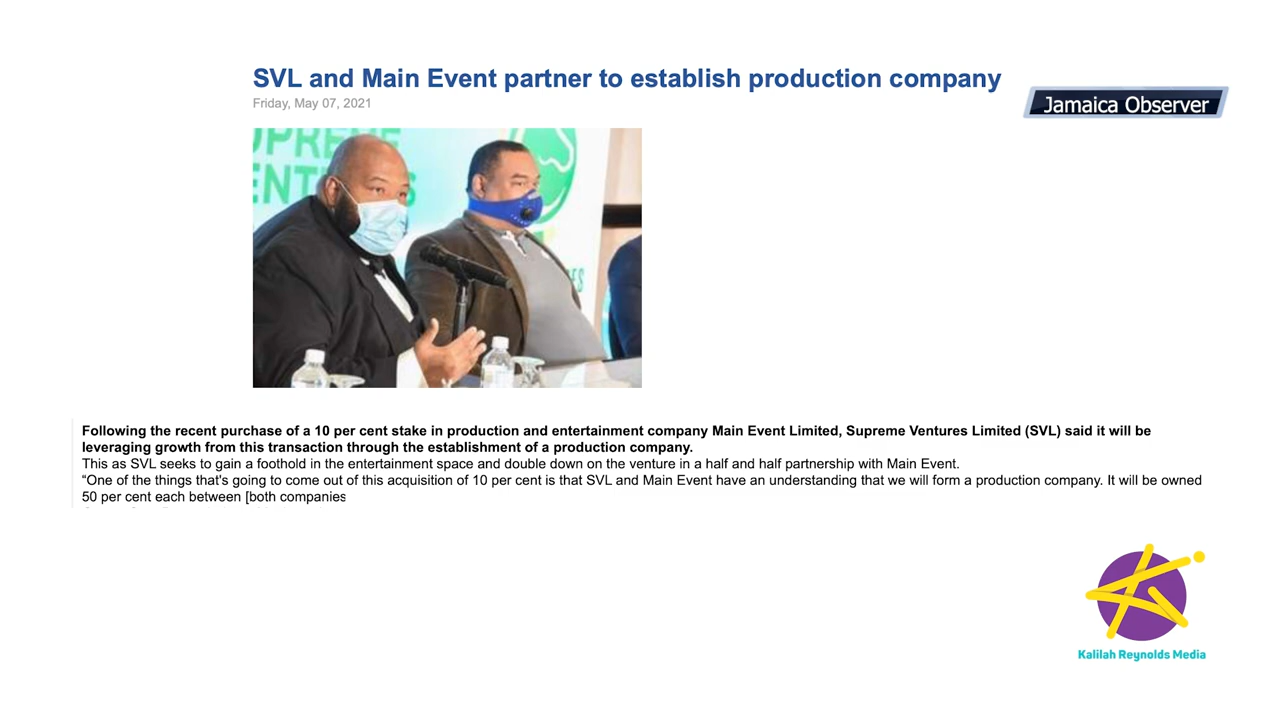 SVL and Main Event partner to establish production company
Friday, May 07, 2021
Jamaica Observer
Following the recent purchase of a 10 per cent stake in production and entertainment company Main Event Limited, Supreme Ventures Limited (SVL) said it will be
leveraging growth from this transaction through the establishment of a production company.
This as SVL seeks to gain a foothold in the entertainment space and double down on the venture in a half and half partnership with Main Event.
“One of the things that's going to come out of this acquisition of 10 per cent is that SVL and Main Event have an understanding that we will form a production company. It will be owned
50 per cent each between [both companies
Kalilah Reynolds Media